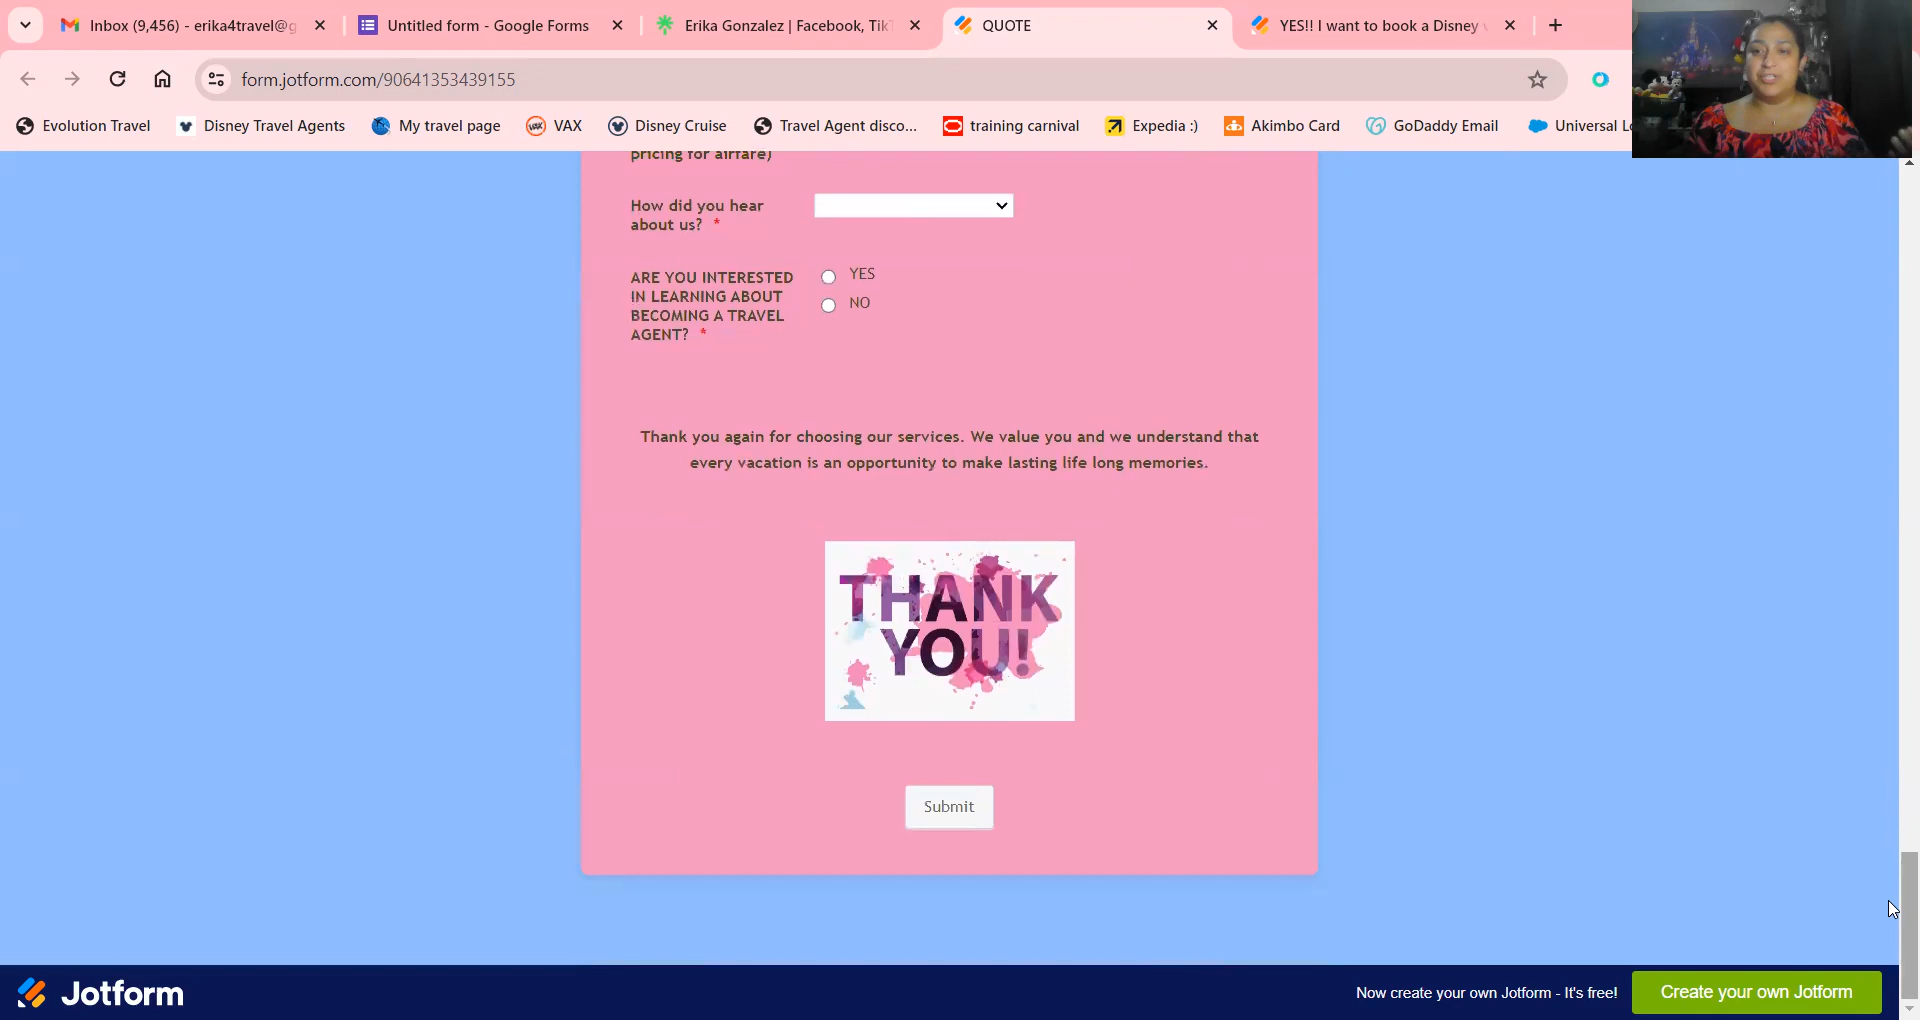 Inbox (9,456) - erika4travel@g
Untitled form - Google Forms
Erika Gonzalez | Facebook, Tik
QUOTE
YES!! I want to book a Disney
form.jotform.com/90641353439155
Evolution Travel
Disney Travel Agents
My travel page
VAX
VAX
Disney Cruise
Travel Agent disco...
training carnival
Expedia :)
Akimbo Card
GoDaddy Email
Universal Lo
pricing for airfare)
How did you hear
about us? *
ARE YOU INTERESTED
IN LEARNING ABOUT
BECOMING A TRAVEL
AGENT? *
YES
NO
Thank you again for choosing our services. We value you and we understand that
every vacation is an opportunity to make lasting life long memories.
THANK
YOU!
Submit
Jotform
Now create your own Jotform - It's free!
Create your own Jotform